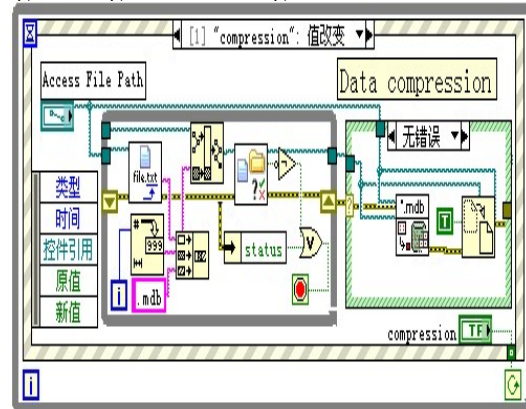 [1] "compression": 值改变
Access File Path
Data compression
无错误
file.txt
?
类型
时间
控件引用
原值
新值
#
999
status
V
.mdb
T
?
i
.mdb
compression
TF
i